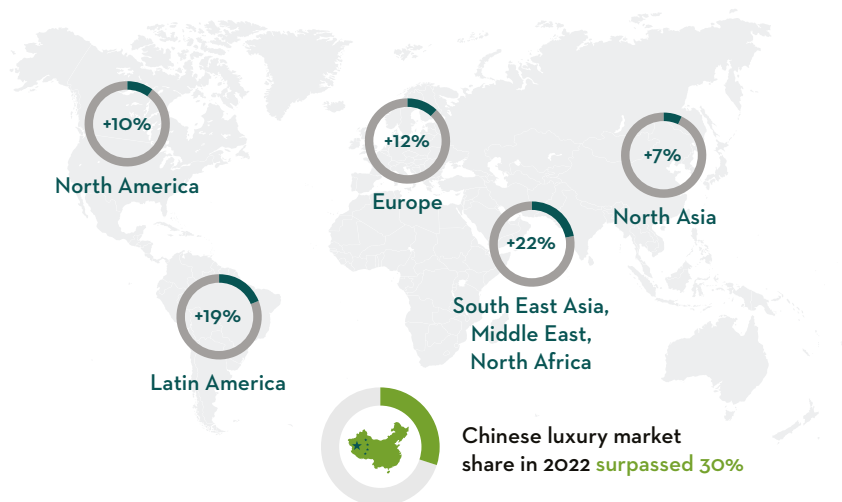 +10%
North America
+12%
Europe
+7%
North Asia
+22%
South East Asia,
Middle East,
North Africa
+19%
Latin America
Chinese luxury market
share in 2022 surpassed 30%